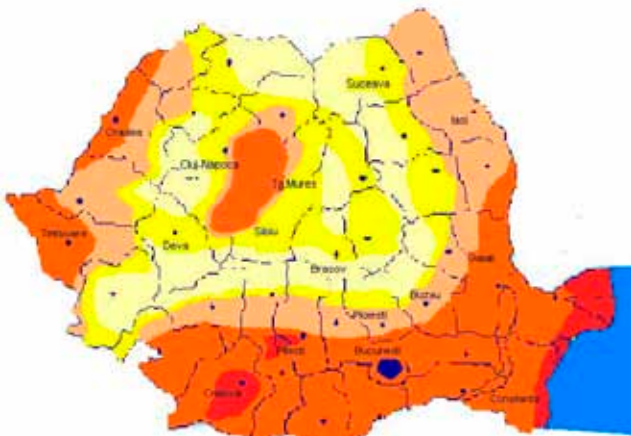 Suceava
Iasi
Oradea
Cluj-Napoca
Tg.Mures
Timisoara
Deva
Sibiu
Brasov
Galati
Buzau
Ploiesti
Pitesti
Bucuresti
Craiova
Constanta